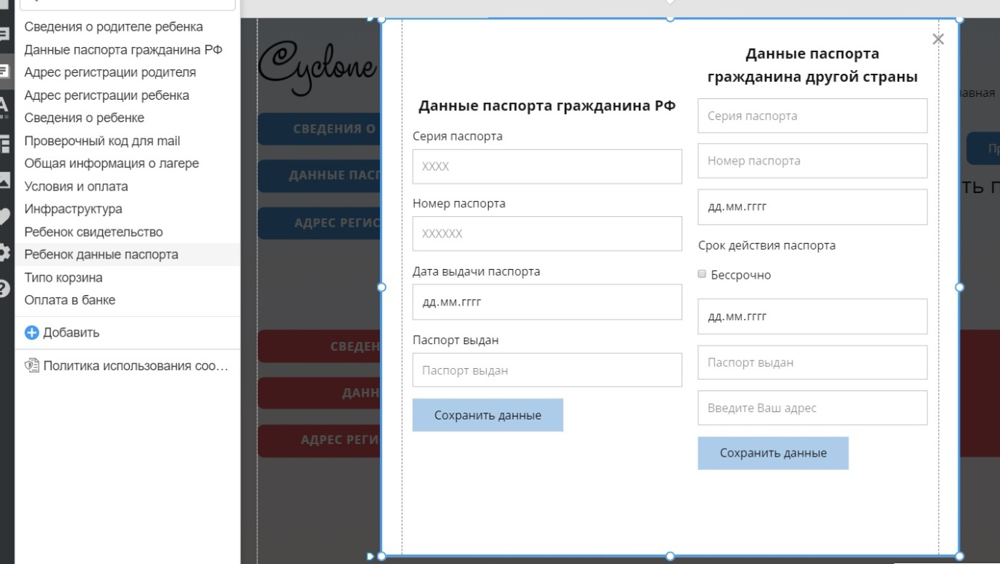 Сведения о родителе ребенка
Данные паспорта гражданина РФ
Адрес регистрации родителя
Адрес регистрации ребенка
Сведения о ребенке
Проверочный код для mail
Общая информация о лагере
Условия и оплата
Инфраструктура
Ребенок свидетельство
Ребенок данные паспорта
Типо корзина
Оплата в банке
Добавить
Политика использования соо...
Cyclone
СВЕДЕНИЯ О
ДАННЫЕ ПАСП
АДРЕС РЕГИС
СВЕДЕН
ДАНН
АДРЕС РЕГИ
Данные паспорта гражданина РФ
Серия паспорта
XXXX
Номер паспорта
XXXXXX
Дата выдачи паспорта
дд.мм.гггг
Паспорт выдан
Паспорт выдан
Сохранить данные
Данные паспорта
гражданина другой страны
Серия паспорта
Номер паспорта
дд.мм.гггг
Срок действия паспорта
Бессрочно
дд.мм.гггг
Паспорт выдан
Введите Ваш адрес
Сохранить данные
лавная
Пр
ть п